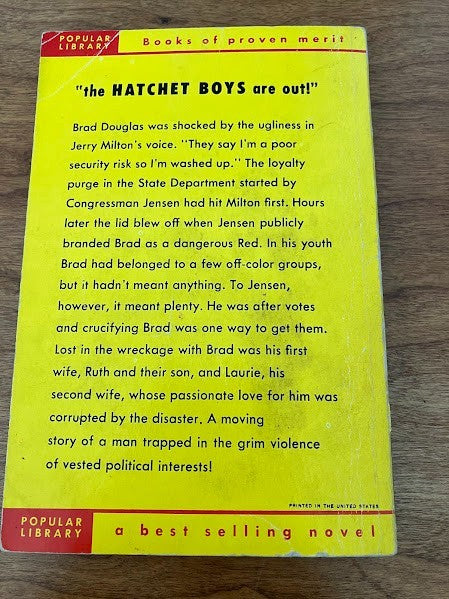 POPULAR
LIBRARY
Books of proven merit
"the HATCHET BOYS are out!"
Brad Douglas was shocked by the ugliness in
Jerry Milton's voice. "They say I'm a poor
security risk so I'm washed up." The loyalty
purge in the State Department started by
Congressman Jensen had hit Milton first. Hours
later the lid blew off when Jensen publicly
branded Brad as a dangerous Red. In his youth
Brad had belonged to a few off-color groups,
but it hadn't meant anything. To Jensen,
however, it meant plenty. He was after votes
and crucifying Brad was one way to get them.
Lost in the wreckage with Brad was his first
wife, Ruth and their son, and Laurie, his
second wife, whose passionate love for him was
corrupted by the disaster. A moving
story of a man trapped in the grim violence
of vested political interests!
PRINTED IN THE UNITED STATES
POPULAR
LIBRARY
a best selling novel